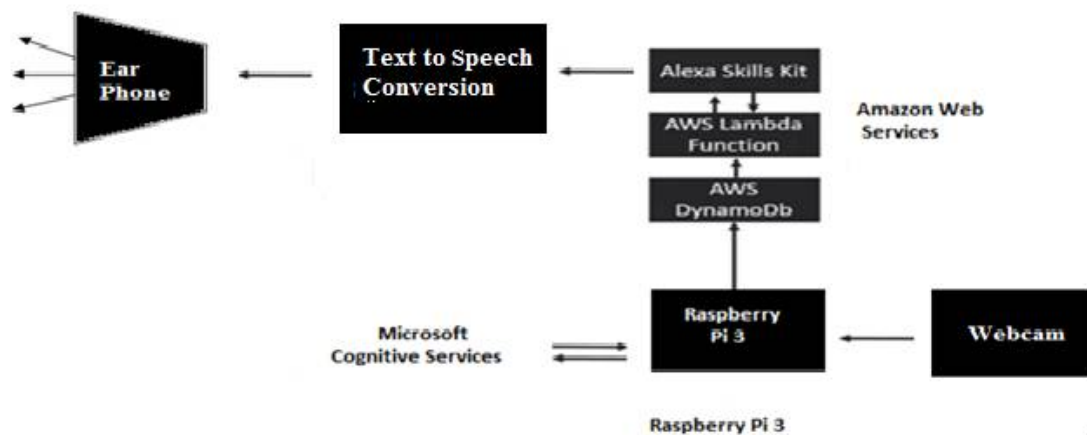 Ear
Phone
Text to Speech
Conversion
Alexa Skills Kit
AWS Lambda
Function
AWS
DynamoDb
Amazon Web
Services
Microsoft
Cognitive Services
Raspberry
Pi 3
Webcam
Raspberry Pi 3